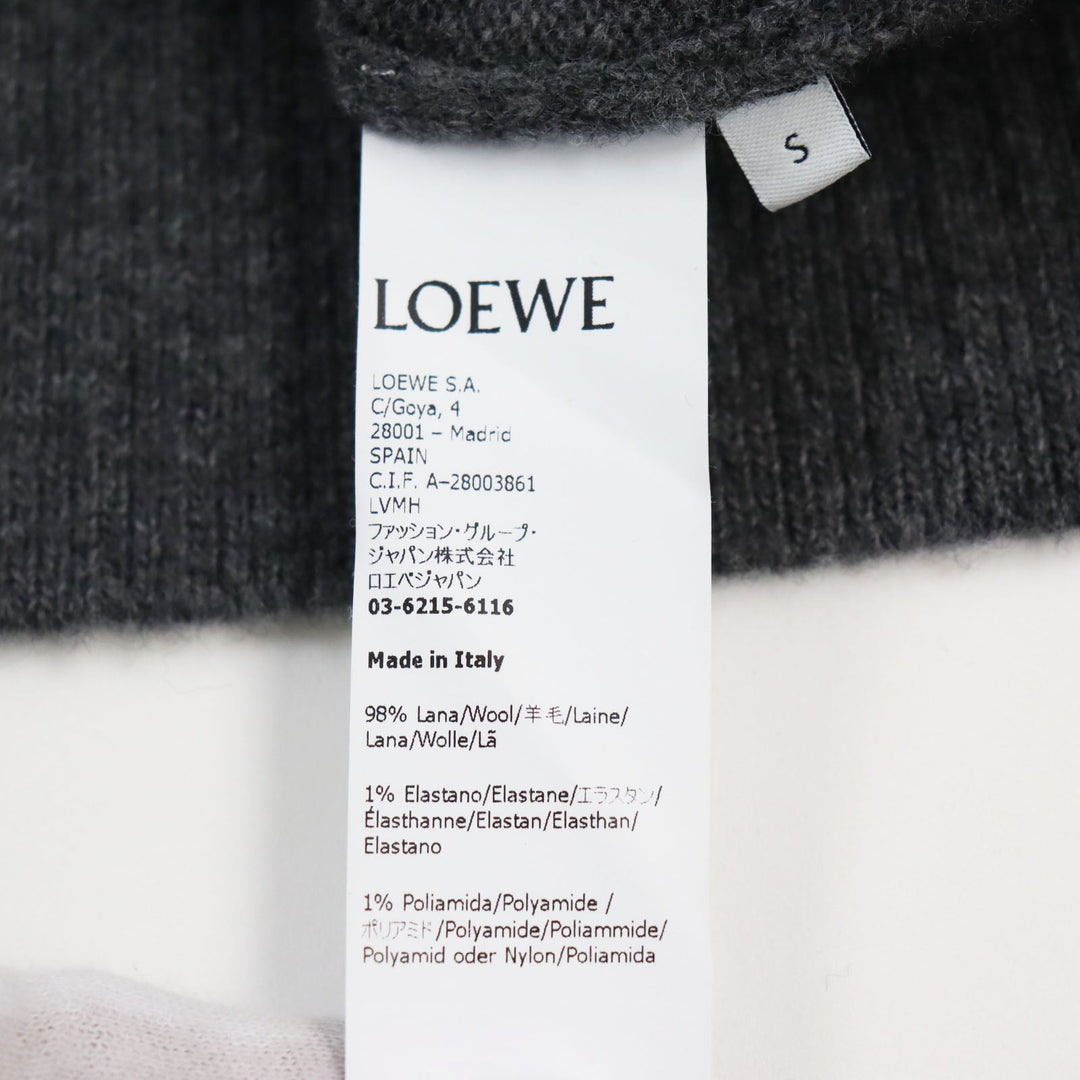 S
LOEWE
LOEWE S.A.
C/Goya, 4
28001 – Madrid
SPAIN
C.I.F. A–28003861
LVMH
ファッション・グループ・
ジャパン株式会社
ロエベジャパン
03-6215-6116
Made in Italy
98% Lana/Wool/羊毛/Laine/
Lana/Wolle/Lã
1% Elastano/Elastane/エラスタン/
Élasthanne/Elastan/Elasthan/
Elastano
1% Poliamida/Polyamide /
ポリアミド/Polyamide/Poliammide/
Polyamid oder Nylon/Poliamida